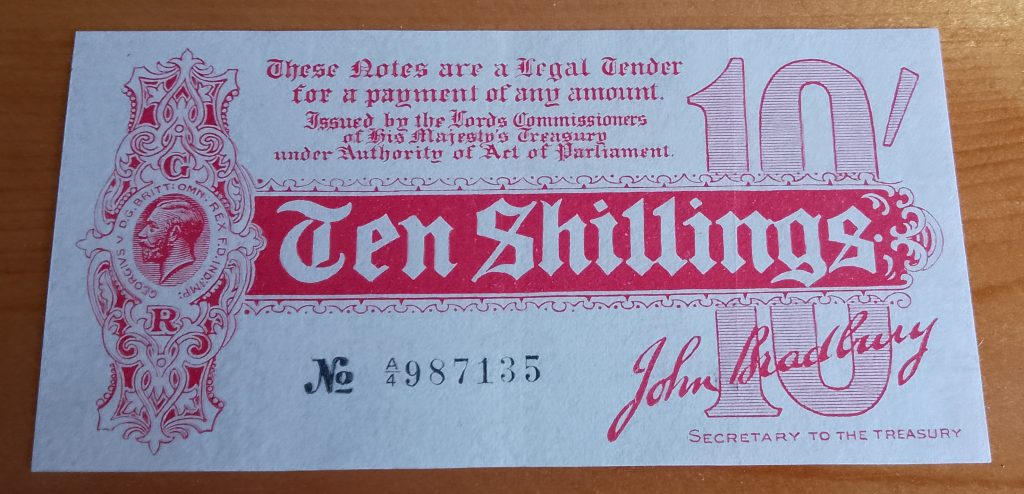 These Notes are a Legal Tender
for a payment of any amount.
Issued by the Lords Commissioners
of His Majesty's Treasury
under Authority of Act of Parliament.
10/
G
GEORGIVS V D.G. BRITT: OMN: REX F.D. IND: IMP:
R
Ten Shillings.
10
No A/4 987135
John Bradbury
SECRETARY TO THE TREASURY